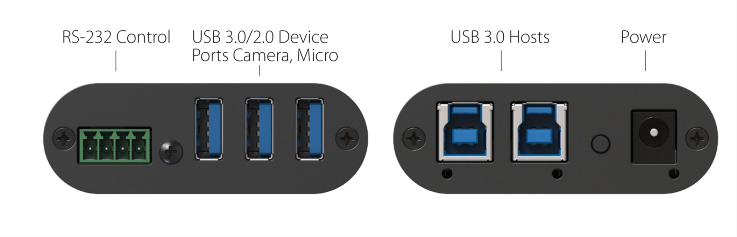 RS-232 Control
USB 3.0/2.0 Device
Ports Camera, Micro
USB 3.0 Hosts
Power